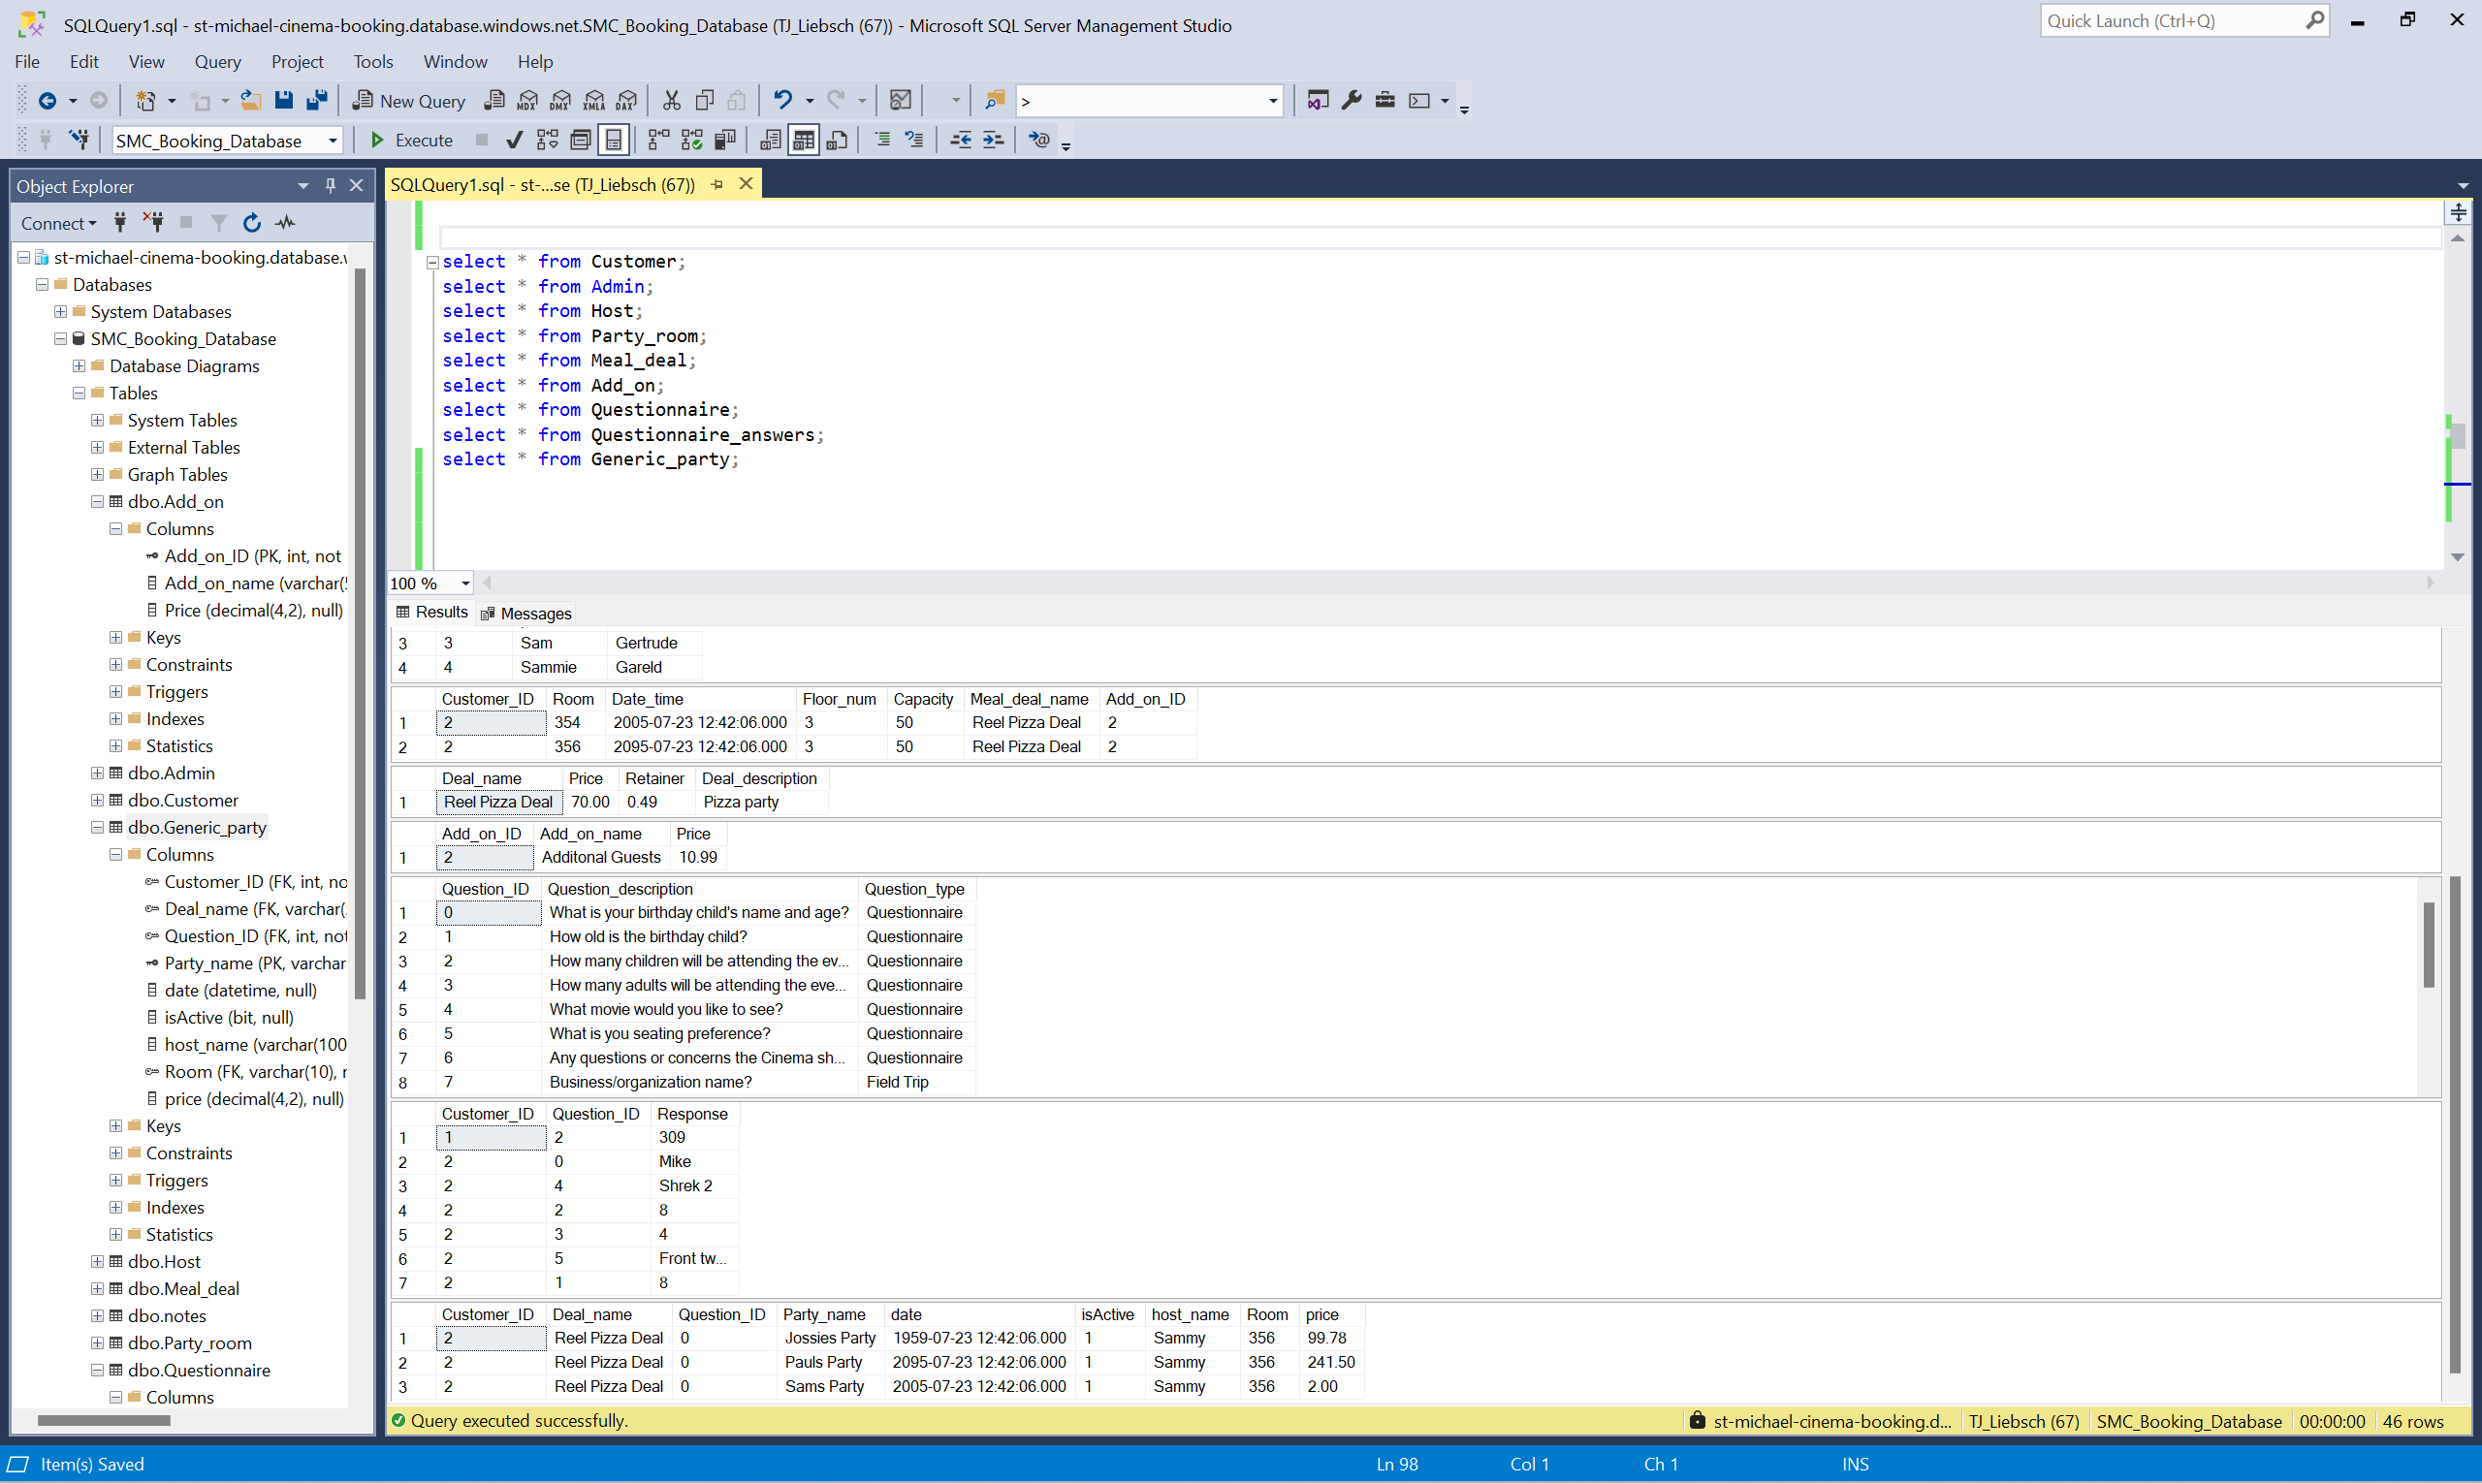 SQLQuery1.sql - st-michael-cinema-booking.database.windows.net.SMC_Booking_Database (TJ_Liebsch (67)) - Microsoft SQL Server Management Studio
Quick Launch (Ctrl+Q)
File Edit View Query Project Tools Window Help
New Query MDX DMX XMLA DAX >
SMC_Booking_Database Execute
Object Explorer
Connect
st-michael-cinema-booking.database.
Databases
System Databases
SMC_Booking_Database
Database Diagrams
Tables
System Tables
External Tables
Graph Tables
dbo.Add_on
Columns
Add_on_ID (PK, int, not
Add_on_name (varchar(
Price (decimal(4,2), null)
Keys
Constraints
Triggers
Indexes
Statistics
dbo.Admin
dbo.Customer
dbo.Generic_party
Columns
Customer_ID (FK, int, no
Deal_name (FK, varchar(
Question_ID (FK, int, not
Party_name (PK, varchar
date (datetime, null)
isActive (bit, null)
host_name (varchar(100
Room (FK, varchar(10), r
price (decimal(4,2), null)
Keys
Constraints
Triggers
Indexes
Statistics
dbo.Host
dbo.Meal_deal
dbo.notes
dbo.Party_room
dbo.Questionnaire
Columns
SQLQuery1.sql - st-...se (TJ_Liebsch (67))
select * from Customer;
select * from Admin;
select * from Host;
select * from Party_room;
select * from Meal_deal;
select * from Add_on;
select * from Questionnaire;
select * from Questionnaire_answers;
select * from Generic_party;
100 %
Results Messages
3 3 Sam Gertrude
4 4 Sammie Gareld
Customer_ID Room Date_time Floor_num Capacity Meal_deal_name Add_on_ID
1 2 354 2005-07-23 12:42:06.000 3 50 Reel Pizza Deal 2
2 2 356 2095-07-23 12:42:06.000 3 50 Reel Pizza Deal 2
Deal_name Price Retainer Deal_description
1 Reel Pizza Deal 70.00 0.49 Pizza party
Add_on_ID Add_on_name Price
1 2 Additonal Guests 10.99
Question_ID Question_description Question_type
1 0 What is your birthday child's name and age? Questionnaire
2 1 How old is the birthday child? Questionnaire
3 2 How many children will be attending the ev... Questionnaire
4 3 How many adults will be attending the eve... Questionnaire
5 4 What movie would you like to see? Questionnaire
6 5 What is you seating preference? Questionnaire
7 6 Any questions or concerns the Cinema sh... Questionnaire
8 7 Business/organization name? Field Trip
Customer_ID Question_ID Response
1 1 2 309
2 2 0 Mike
3 2 4 Shrek 2
4 2 2 8
5 2 3 4
6 2 5 Front tw...
7 2 1 8
Customer_ID Deal_name Question_ID Party_name date isActive host_name Room price
1 2 Reel Pizza Deal 0 Jossies Party 1959-07-23 12:42:06.000 1 Sammy 356 99.78
2 2 Reel Pizza Deal 0 Pauls Party 2095-07-23 12:42:06.000 1 Sammy 356 241.50
3 2 Reel Pizza Deal 0 Sams Party 2005-07-23 12:42:06.000 1 Sammy 356 2.00
Query executed successfully. st-michael-cinema-booking.d... TJ_Liebsch (67) SMC_Booking_Database 00:00:00 46 rows
Item(s) Saved Ln 98 Col 1 Ch 1 INS